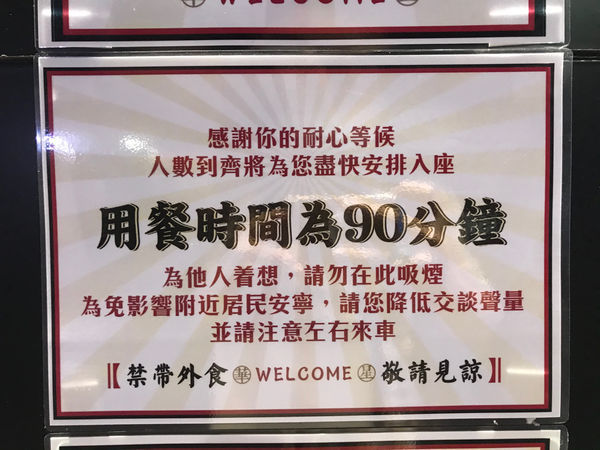 WELCOME
感謝你的耐心等候
人數到齊將為您盡快安排入座
用餐時間為90分鐘
為他人着想，請勿在此吸煙
為免影響附近居民安寧，請您降低交談聲量
並請注意左右來車
【禁帶外食 華 WELCOME 星 敬請見諒】